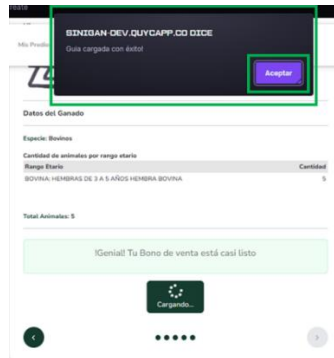 SINIGAN-DEV.QUYCAPP.CO DICE
Guia cargada con éxito!
Aceptar
Datos del Ganado
Especie: Bovinos
Cantidad de animales por rango etario
Rango Etario Cantidad
BOVINA: HEMBRAS DE 3 A 5 AÑOS HEMBRA BOVINA 5
Total Animales: 5
!Genial! Tu Bono de venta está casi listo
Cargando...